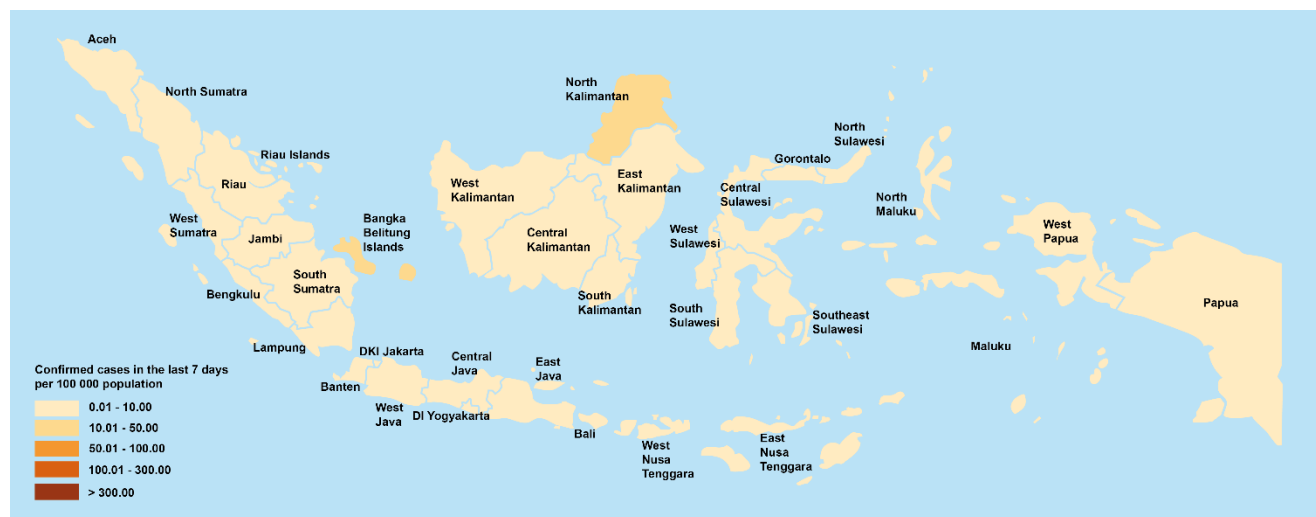 Aceh
North Sumatra
Riau Islands
Riau
West
Sumatra
Jambi
Bangka
Belitung
Islands
South
Sumatra
Bengkulu
Lampung
North
Kalimantan
West
Kalimantan
East
Kalimantan
Central
Kalimantan
South
Kalimantan
North
Sulawesi
Gorontalo
Central
Sulawesi
West
Sulawesi
South
Sulawesi
Southeast
Sulawesi
North
Maluku
Maluku
West
Papua
Papua
DKI Jakarta
Banten
West
Java
Central
Java
DI Yogyakarta
East
Java
Bali
West
Nusa
Tenggara
East
Nusa
Tenggara
Confirmed cases in the last 7 days
per 100 000 population
0.01 - 10.00
10.01 - 50.00
50.01 - 100.00
100.01 - 300.00
> 300.00